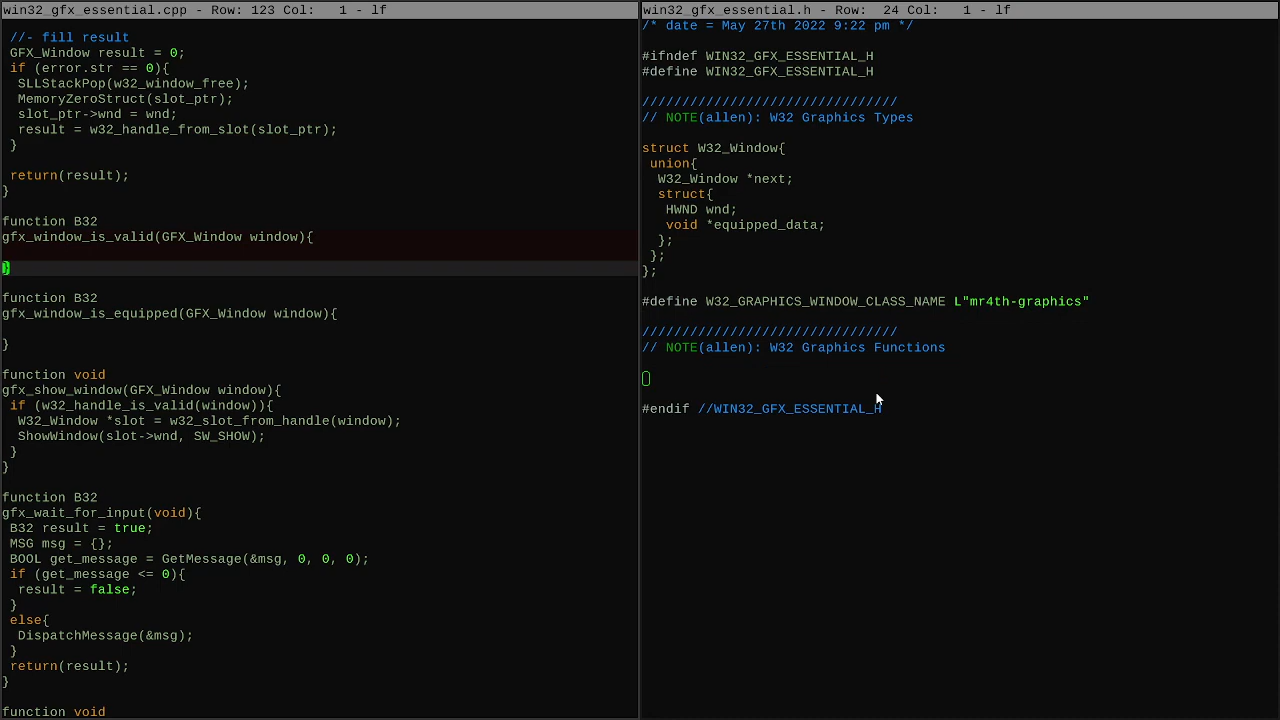 win32_gfx_essential.cpp - Row: 123 Col:   1 - lf
//- fill result
GFX_Window result = 0;
if (error.str == 0){
SLLStackPop(w32_window_free);
MemoryZeroStruct(slot_ptr);
slot_ptr->wnd = wnd;
result = w32_handle_from_slot(slot_ptr);
}
return(result);
}
function B32
gfx_window_is_valid(GFX_Window window){
}
function B32
gfx_window_is_equipped(GFX_Window window){
}
function void
gfx_show_window(GFX_Window window){
if (w32_handle_is_valid(window)){
W32_Window *slot = w32_slot_from_handle(window);
ShowWindow(slot->wnd, SW_SHOW);
}
}
function B32
gfx_wait_for_input(void){
B32 result = true;
MSG msg = {};
BOOL get_message = GetMessage(&msg, 0, 0, 0);
if (get_message <= 0){
result = false;
}
else{
DispatchMessage(&msg);
}
return(result);
}
function void
win32_gfx_essential.h - Row:  24 Col:   1 - lf
/* date = May 27th 2022 9:22 pm */
#ifndef WIN32_GFX_ESSENTIAL_H
#define WIN32_GFX_ESSENTIAL_H
////////////////////////////////
// NOTE(allen): W32 Graphics Types
struct W32_Window{
union{
W32_Window *next;
struct{
HWND wnd;
void *equipped_data;
};
};
};
#define W32_GRAPHICS_WINDOW_CLASS_NAME L"mr4th-graphics"
////////////////////////////////
// NOTE(allen): W32 Graphics Functions
#endif //WIN32_GFX_ESSENTIAL_H